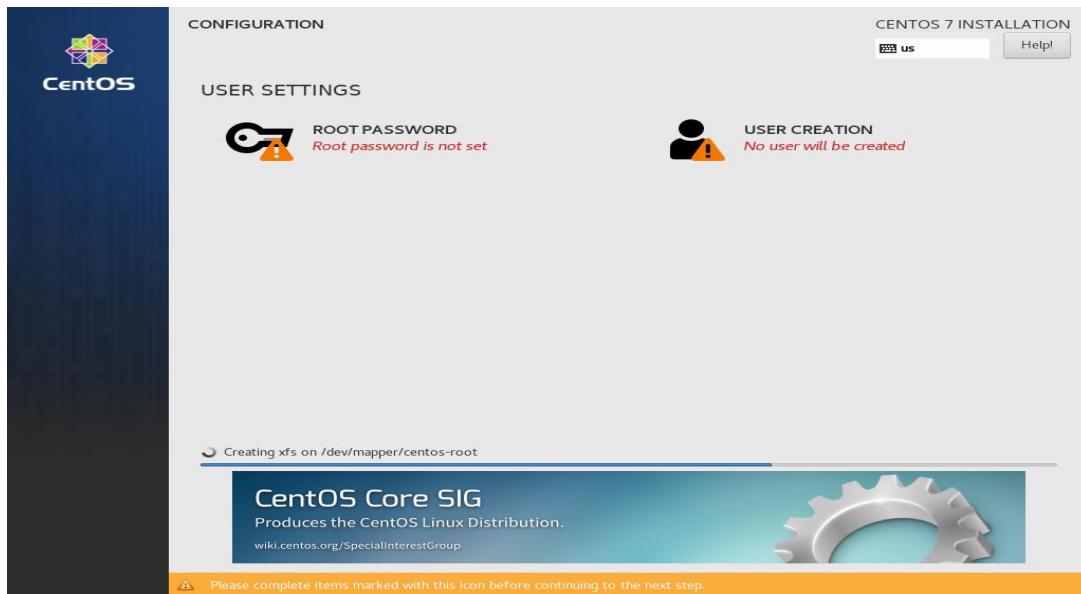 CentOS
CONFIGURATION
CENTOS 7 INSTALLATION
us
Help!
USER SETTINGS
ROOT PASSWORD
Root password is not set
USER CREATION
No user will be created
Creating xfs on /dev/mapper/centos-root
CentOS Core SIG
Produces the CentOS Linux Distribution.
wiki.centos.org/SpecialInterestGroup
Please complete items marked with this icon before continuing to the next step.